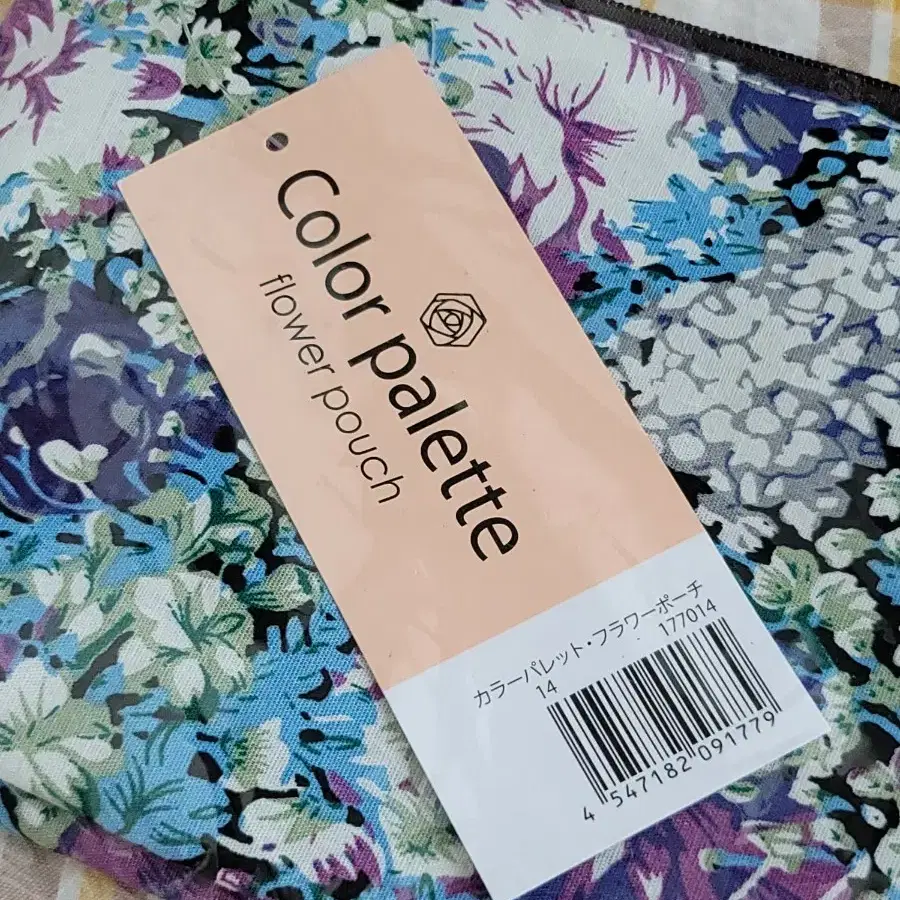 Color palette
flower pouch
カラーパレット・フラワーポーチ
14 177014
4 547182 091779